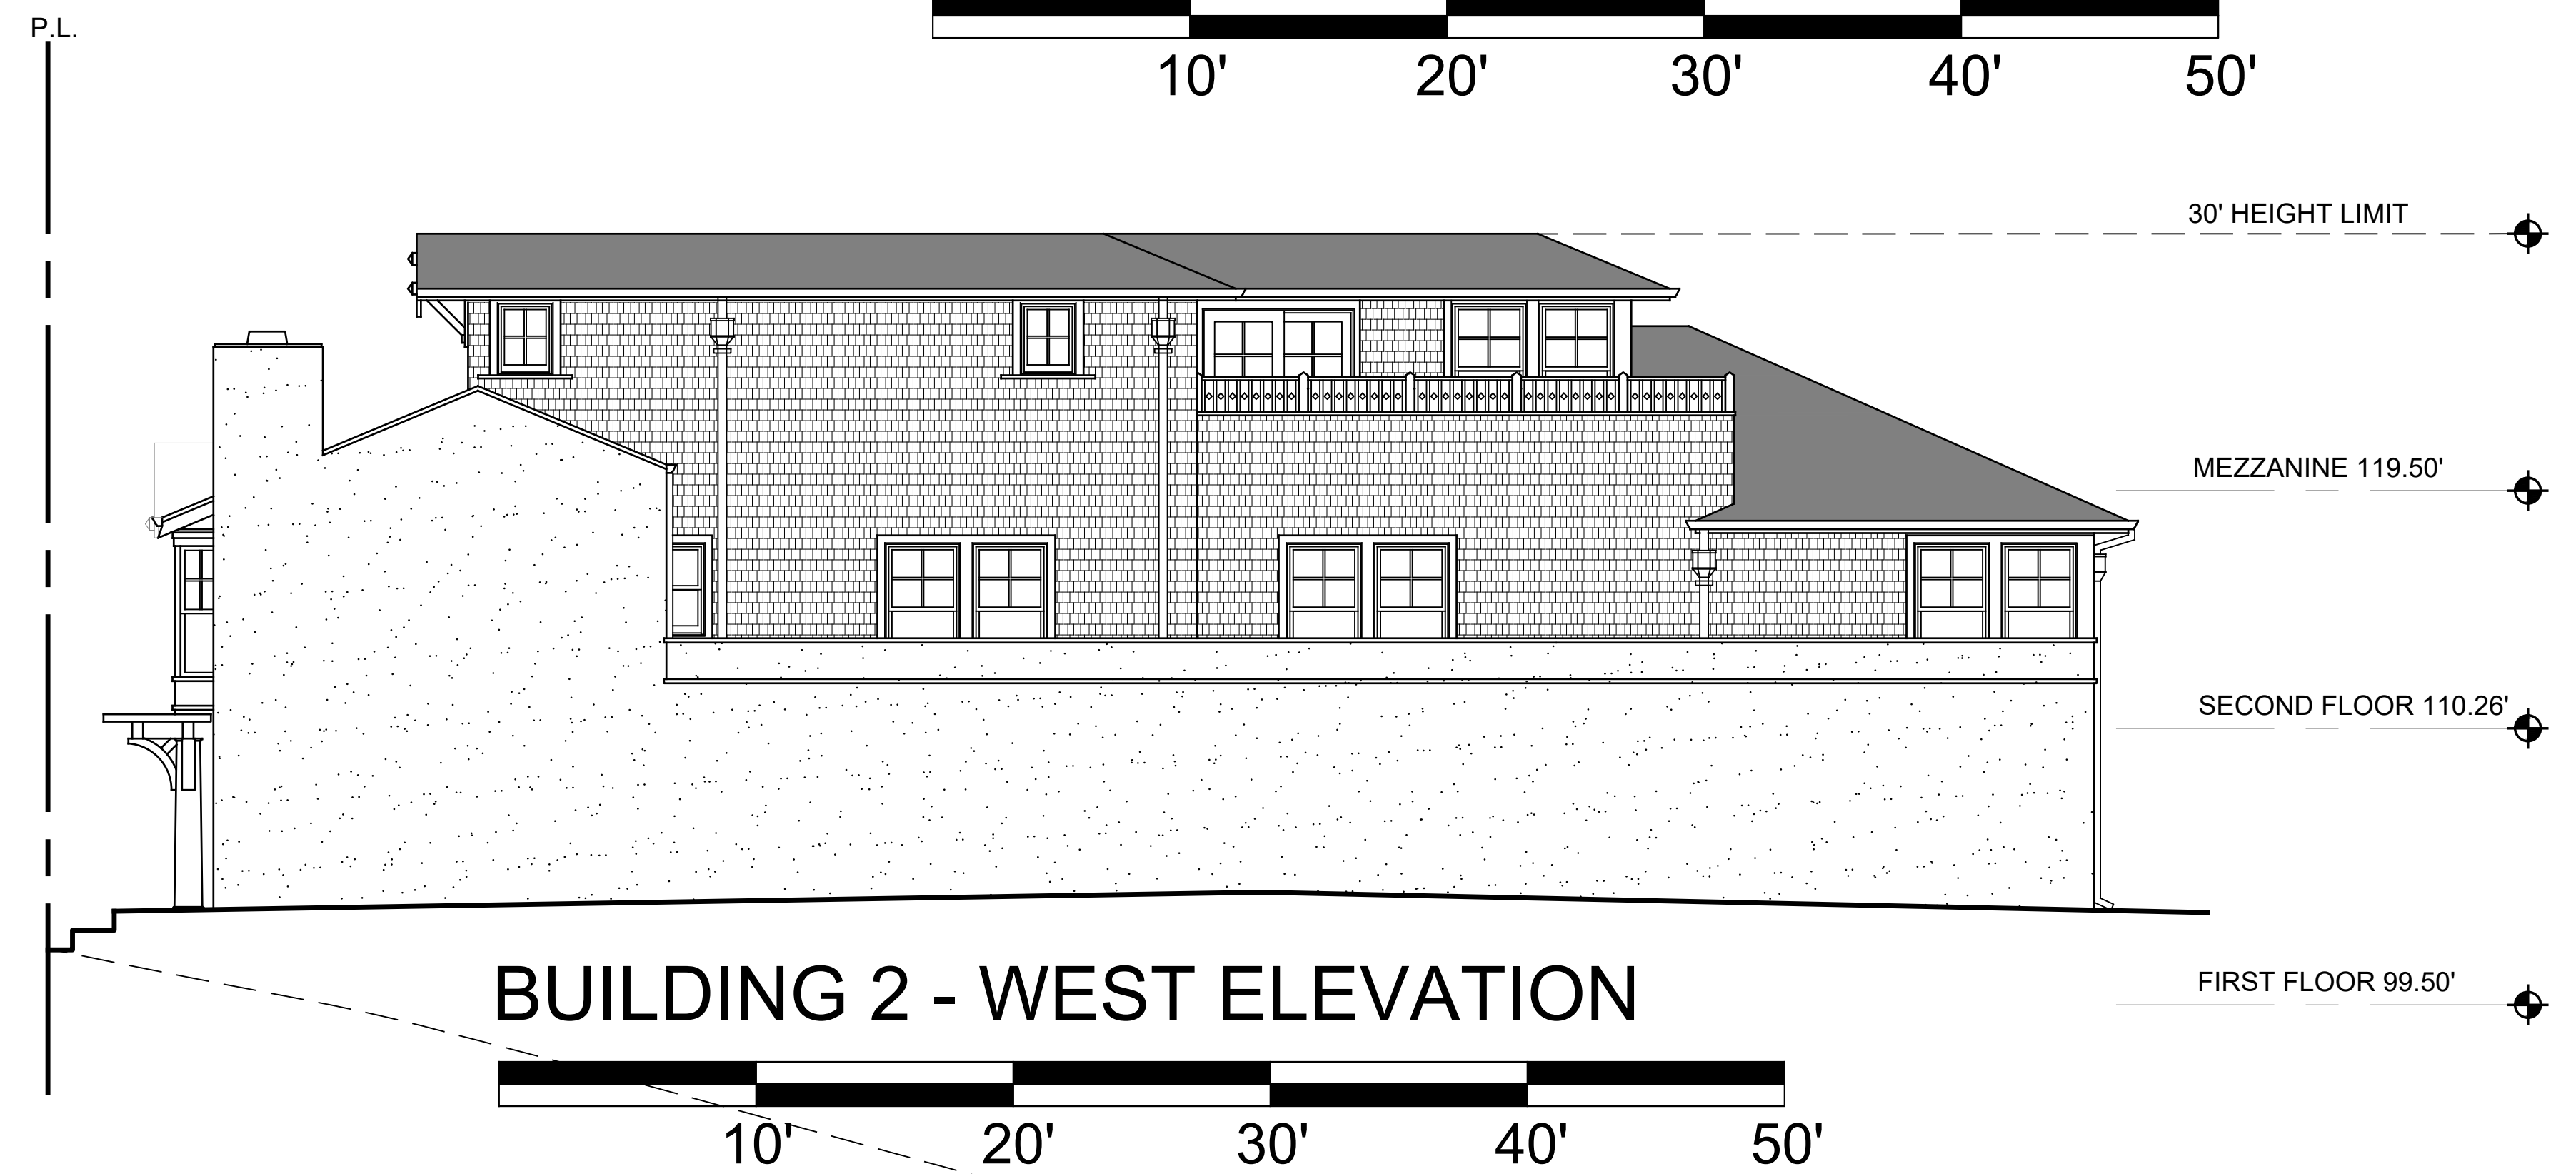 P.L.
10' 20' 30' 40' 50'
30' HEIGHT LIMIT
MEZZANINE 119.50'
SECOND FLOOR 110.26'
FIRST FLOOR 99.50'
BUILDING 2 - WEST ELEVATION
10' 20' 30' 40' 50'